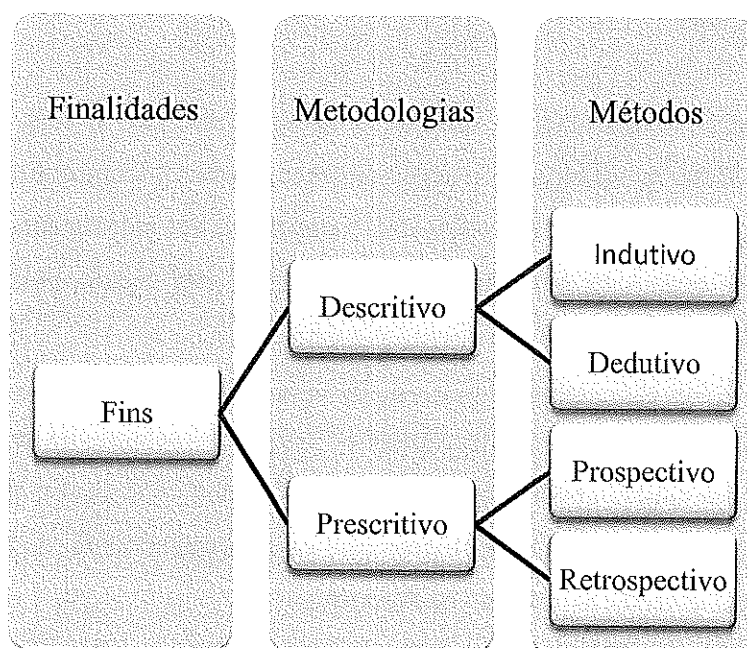 Finalidades
Metodologias
Métodos
Fins
Descritivo
Prescritivo
Indutivo
Dedutivo
Prospectivo
Retrospectivo